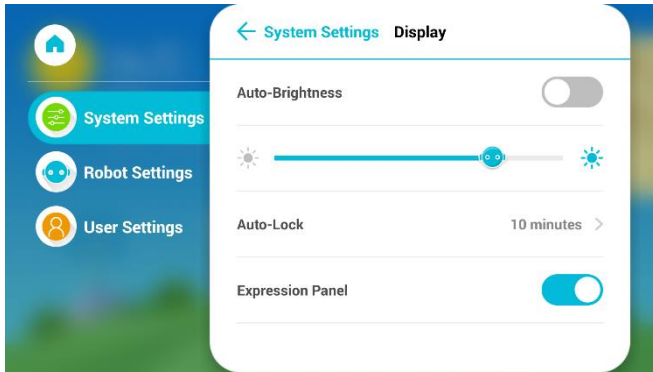 System Settings
Robot Settings
User Settings
System Settings Display
Auto-Brightness
Auto-Lock 10 minutes
Expression Panel